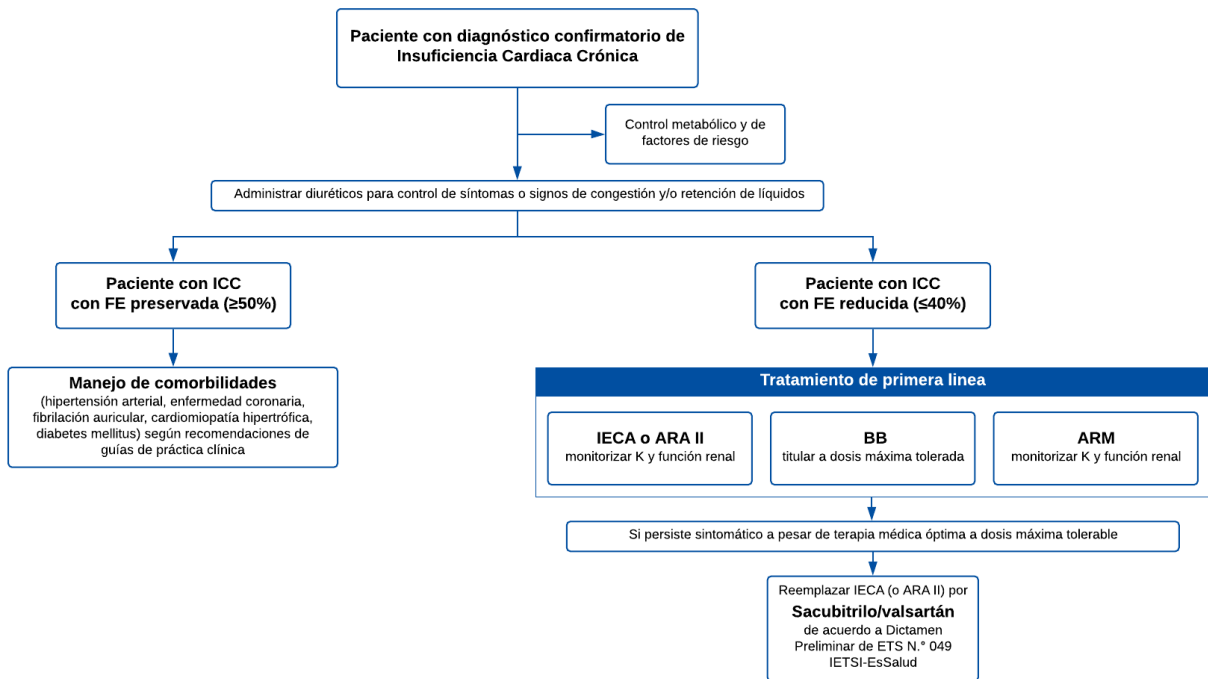 Paciente con diagnóstico confirmatorio de
Insuficiencia Cardiaca Crónica
Control metabólico y de
factores de riesgo
Administrar diuréticos para control de síntomas o signos de congestión y/o retención de líquidos
Paciente con ICC
con FE preservada (≥50%)
Paciente con ICC
con FE reducida (≤40%)
Manejo de comorbilidades
(hipertensión arterial, enfermedad coronaria,
fibrilación auricular, cardiomiopatía hipertrófica,
diabetes mellitus) según recomendaciones de
guías de práctica clínica
Tratamiento de primera linea
IECA o ARA II
monitorizar K y función renal
BB
titular a dosis máxima tolerada
ARM
monitorizar K y función renal
Si persiste sintomático a pesar de terapia médica óptima a dosis máxima tolerable
Reemplazar IECA (o ARA II) por
Sacubitrilo/valsartán
de acuerdo a Dictamen
Preliminar de ETS N.° 049
IETSI-EsSalud